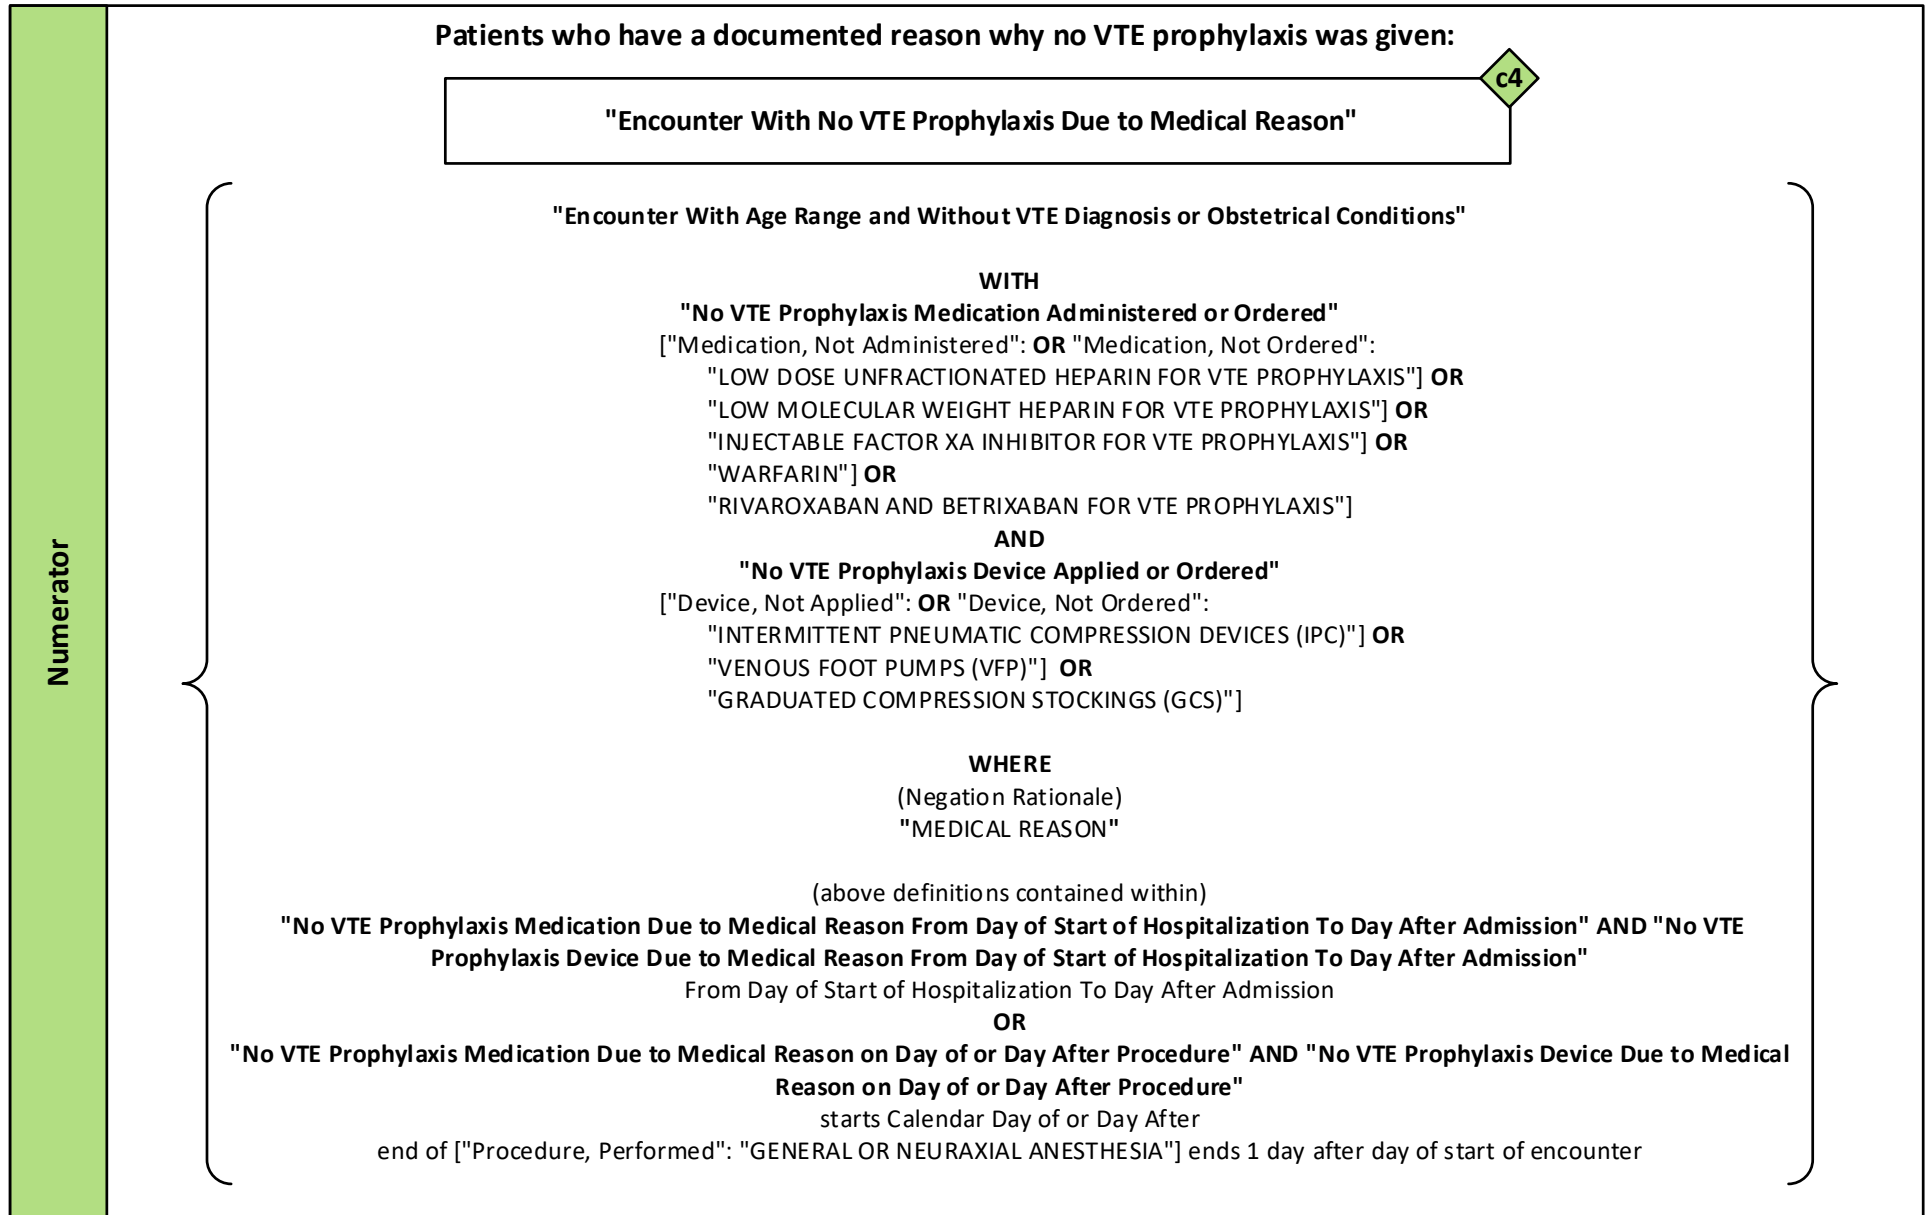 Patients who have a documented reason why no VTE prophylaxis was given:
c4
"Encounter With No VTE Prophylaxis Due to Medical Reason"
"Encounter With Age Range and Without VTE Diagnosis or Obstetrical Conditions"
WITH
"No VTE Prophylaxis Medication Administered or Ordered"
["Medication, Not Administered": OR "Medication, Not Ordered":
"LOW DOSE UNFRACTIONATED HEPARIN FOR VTE PROPHYLAXIS"] OR
"LOW MOLECULAR WEIGHT HEPARIN FOR VTE PROPHYLAXIS"] OR
"INJECTABLE FACTOR XA INHIBITOR FOR VTE PROPHYLAXIS"] OR
"WARFARIN"] OR
"RIVAROXABAN AND BETRIXABAN FOR VTE PROPHYLAXIS"]
AND
"No VTE Prophylaxis Device Applied or Ordered"
["Device, Not Applied": OR "Device, Not Ordered":
"INTERMITTENT PNEUMATIC COMPRESSION DEVICES (IPC)"] OR
"VENOUS FOOT PUMPS (VFP)"] OR
"GRADUATED COMPRESSION STOCKINGS (GCS)"]
WHERE
(Negation Rationale)
"MEDICAL REASON"
(above definitions contained within)
"No VTE Prophylaxis Medication Due to Medical Reason From Day of Start of Hospitalization To Day After Admission" AND "No VTE
Prophylaxis Device Due to Medical Reason From Day of Start of Hospitalization To Day After Admission"
From Day of Start of Hospitalization To Day After Admission
OR
"No VTE Prophylaxis Medication Due to Medical Reason on Day of or Day After Procedure" AND "No VTE Prophylaxis Device Due to Medical
Reason on Day of or Day After Procedure"
starts Calendar Day of or Day After
end of ["Procedure, Performed": "GENERAL OR NEURAXIAL ANESTHESIA"] ends 1 day after day of start of encounter
Numerator